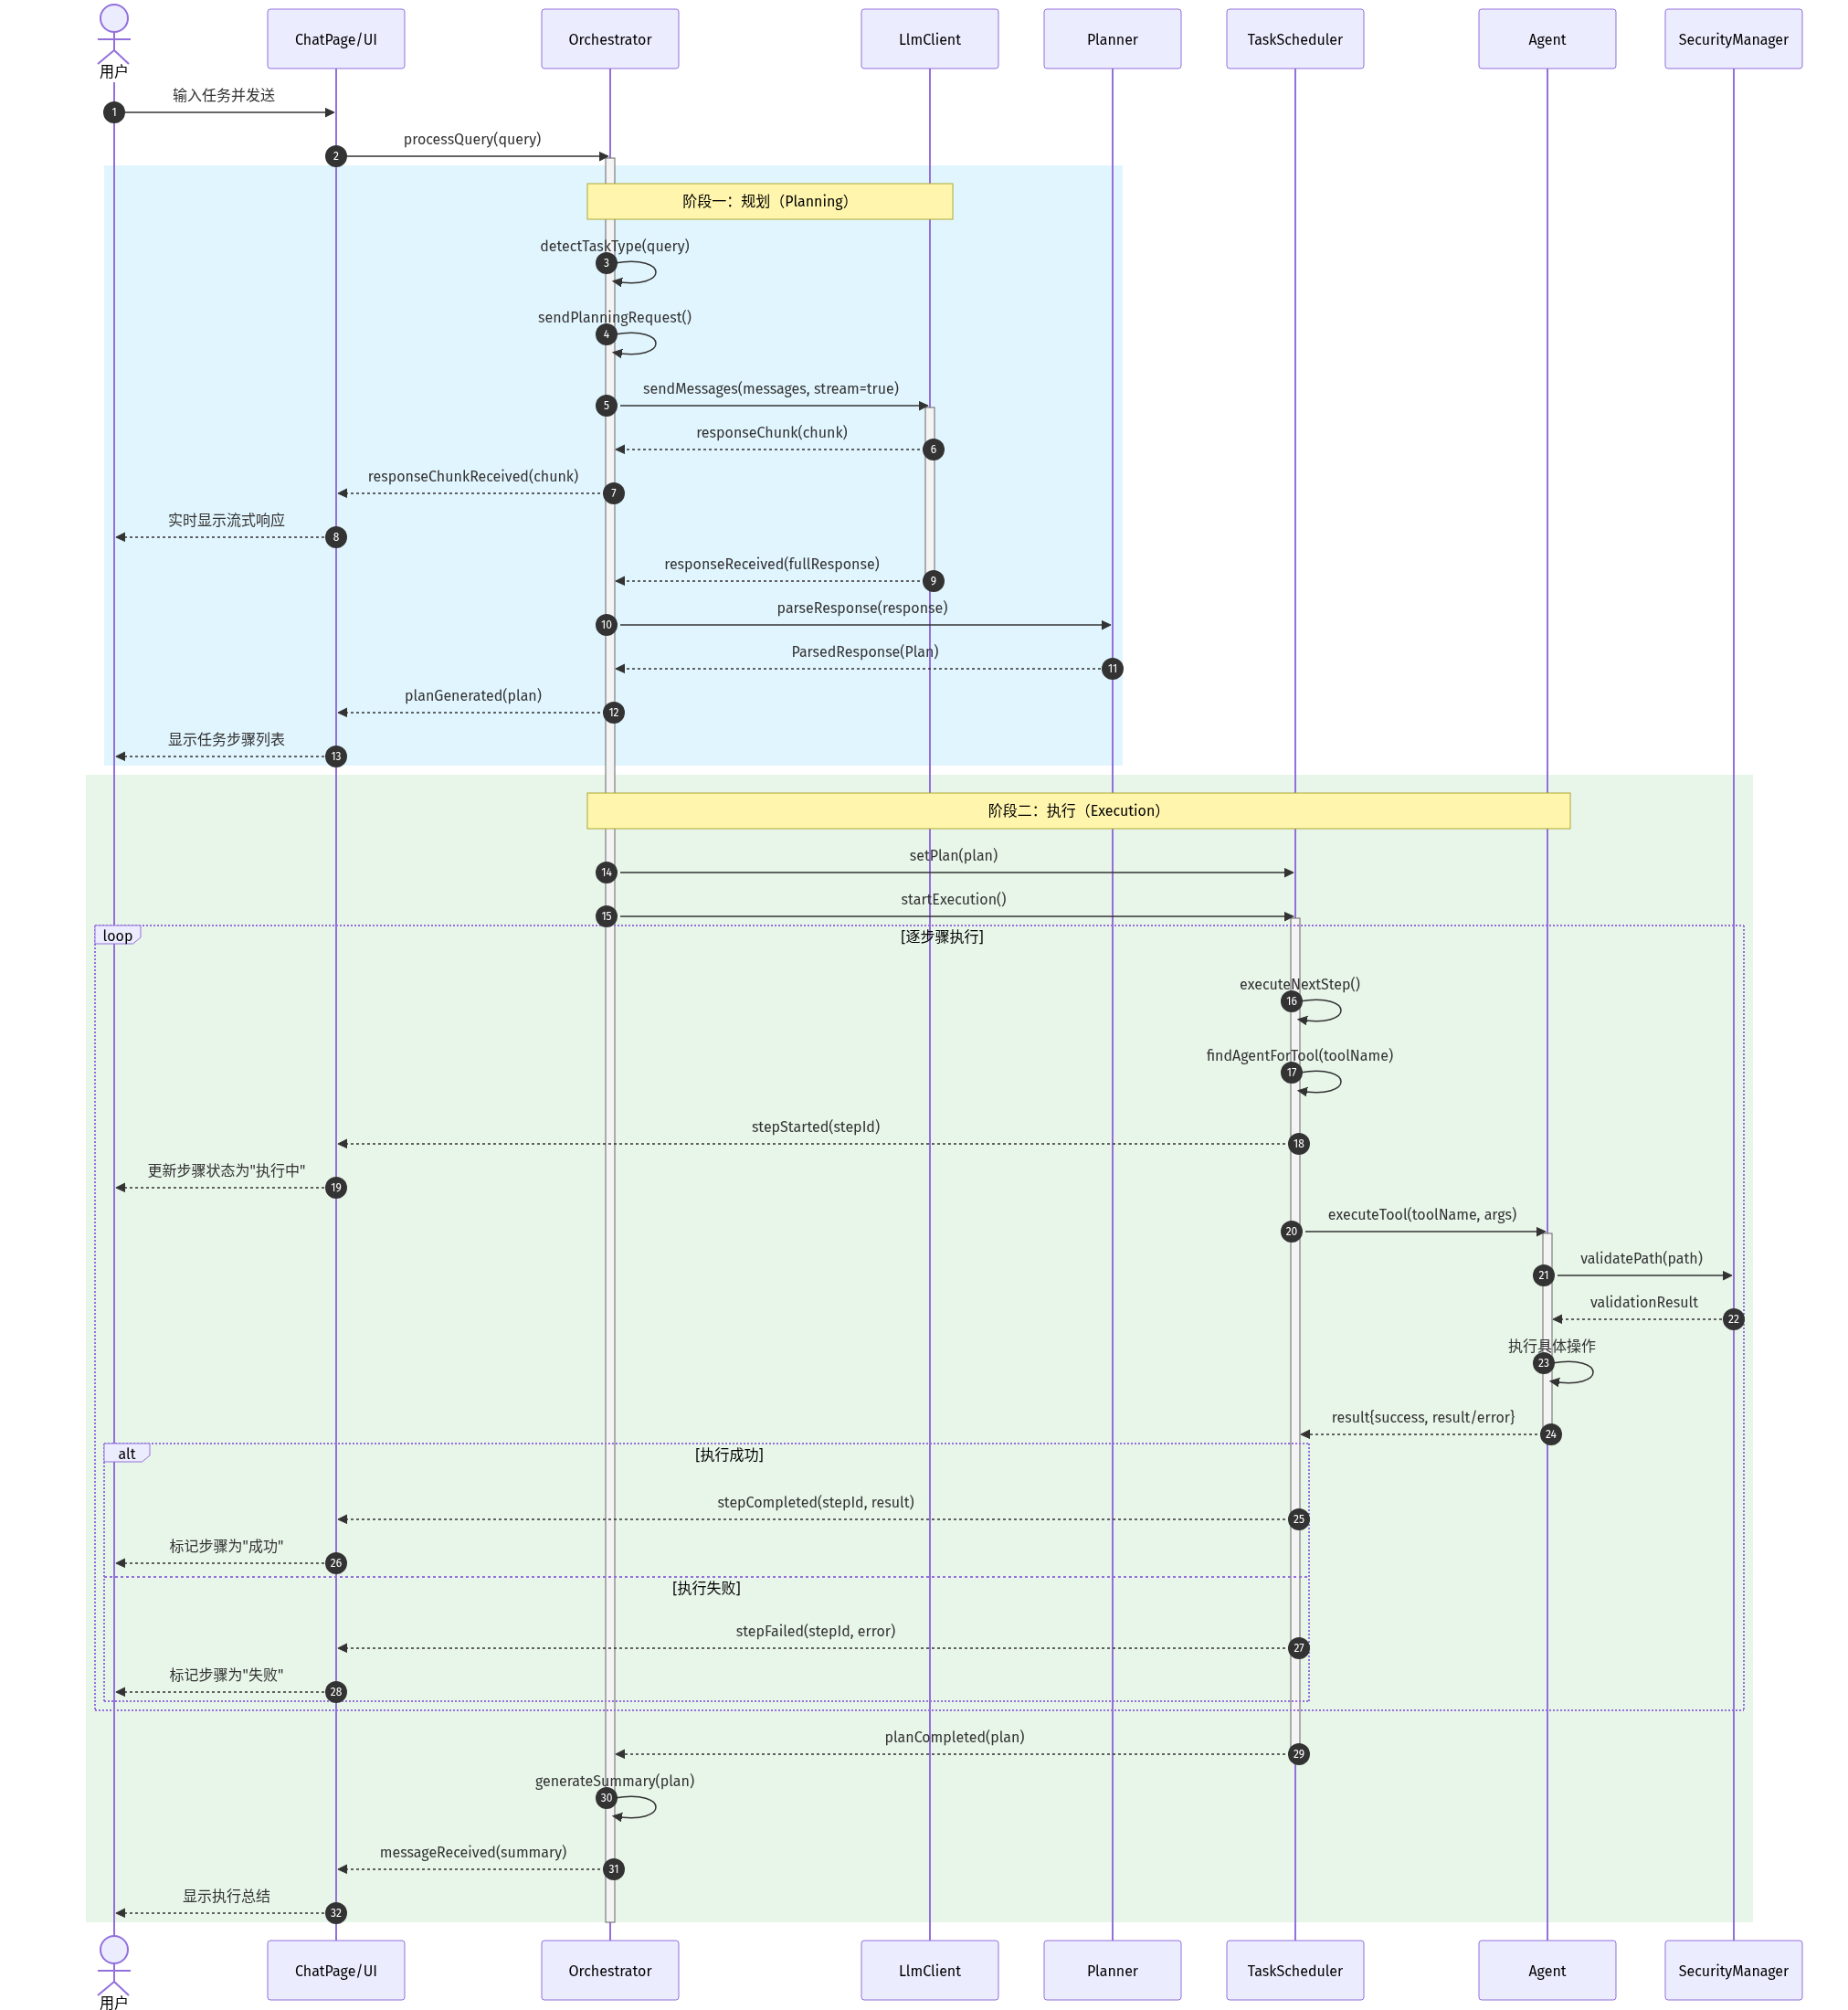 用户
ChatPage/UI
Orchestrator
LlmClient
Planner
TaskScheduler
Agent
SecurityManager
输入任务并发送
1
processQuery(query)
2
阶段一：规划（Planning）
detectTaskType(query)
3
sendPlanningRequest()
4
sendMessages(messages, stream=true)
5
responseChunk(chunk)
6
responseChunkReceived(chunk)
7
实时显示流式响应
8
responseReceived(fullResponse)
9
parseResponse(response)
10
ParsedResponse(Plan)
11
planGenerated(plan)
12
显示任务步骤列表
13
阶段二：执行（Execution）
setPlan(plan)
14
startExecution()
15
loop
[逐步骤执行]
executeNextStep()
16
findAgentForTool(toolName)
17
stepStarted(stepId)
18
更新步骤状态为"执行中"
19
executeTool(toolName, args)
20
validatePath(path)
21
validationResult
22
执行具体操作
23
result{success, result/error}
24
alt
[执行成功]
stepCompleted(stepId, result)
25
标记步骤为"成功"
26
[执行失败]
stepFailed(stepId, error)
27
标记步骤为"失败"
28
planCompleted(plan)
29
generateSummary(plan)
30
messageReceived(summary)
31
显示执行总结
32
用户
ChatPage/UI
Orchestrator
LlmClient
Planner
TaskScheduler
Agent
SecurityManager